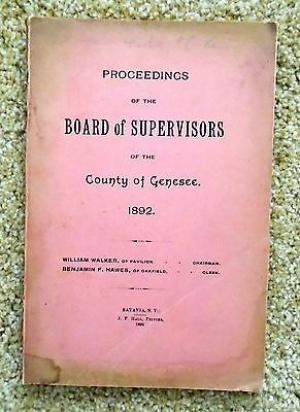 PROCEEDINGS
OF THE
BOARD of SUPERVISORS
OF THE
County of Genesee.
1892.
WILLIAM WALKER, OF PAVILION - - CHAIRMAN.
BENJAMIN F. HAWES, OF OAKFIELD, - - CLERK.
BATAVIA, N. Y.:
J. F. HALL, PRINTER,